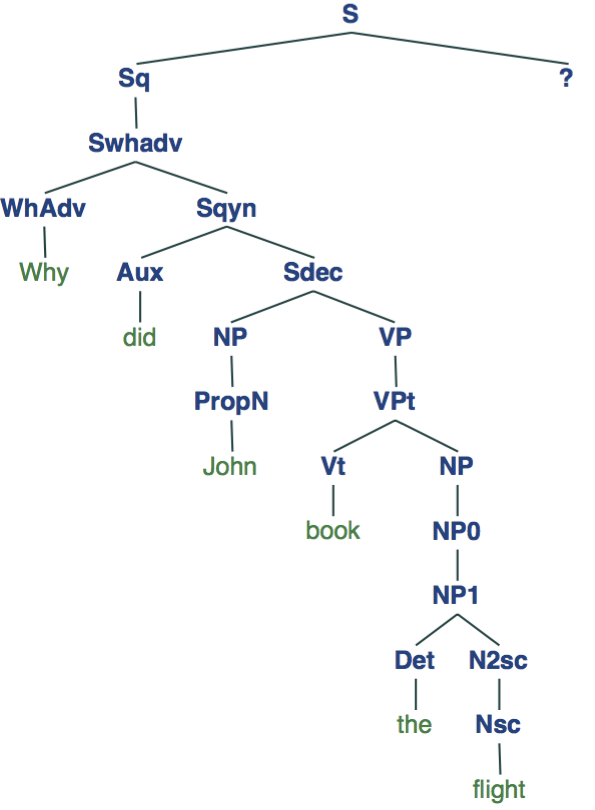 S
Sq ?
Swhadv
WhAdv Sqyn
Why Aux Sdec
did NP VP
PropN VPt
John Vt NP
book NP0
NP1
Det N2sc
the Nsc
flight